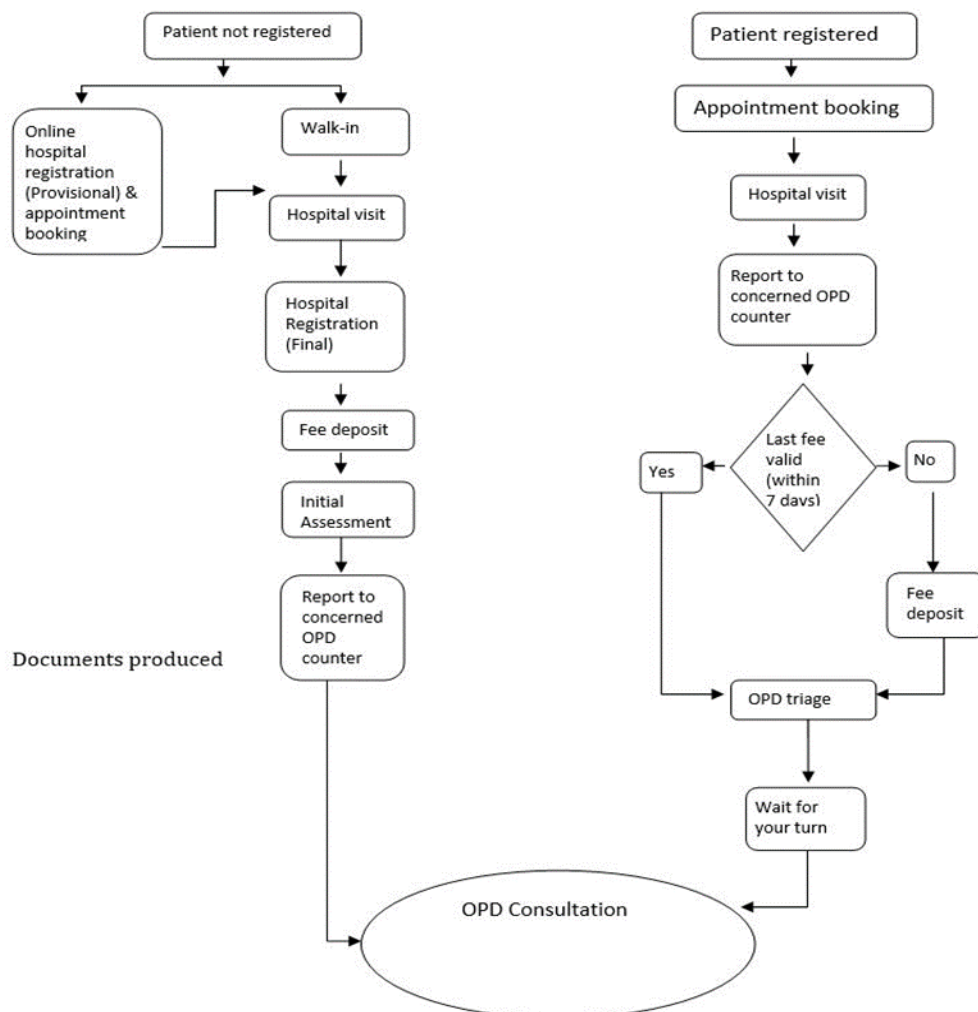 Patient not registered
Online
hospital
registration
(Provisional) &
appointment
booking
Walk-in
Hospital visit
Hospital
Registration
(Final)
Fee deposit
Initial
Assessment
Report to
concerned
OPD
counter
Documents produced
Patient registered
Appointment booking
Hospital visit
Report to
concerned OPD
counter
Last fee
valid
(within
7 days)
Yes
No
Fee
deposit
OPD triage
Wait for
your turn
OPD Consultation